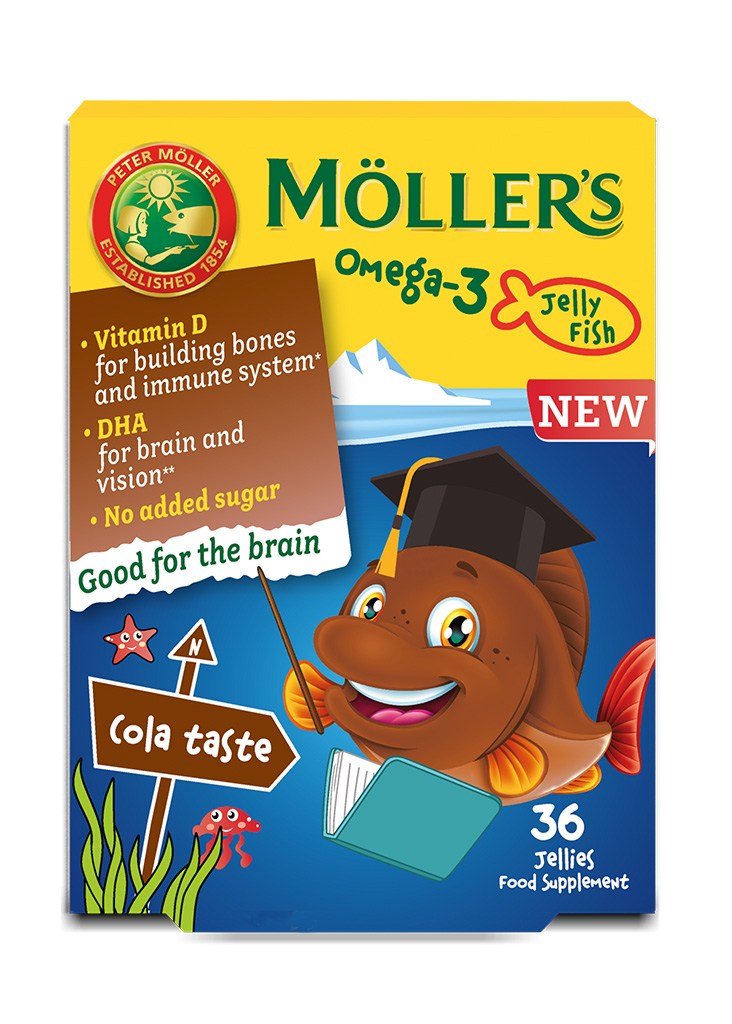 PETER MÖLLER
ESTABLISHED 1854
MÖLLER'S
Omega-3
Jelly
Fish
• Vitamin D
for building bones
and immune system*
• DHA
for brain and
vision**
• No added sugar
Good for the brain
NEW
N
Cola taste
36
Jellies
Food Supplement